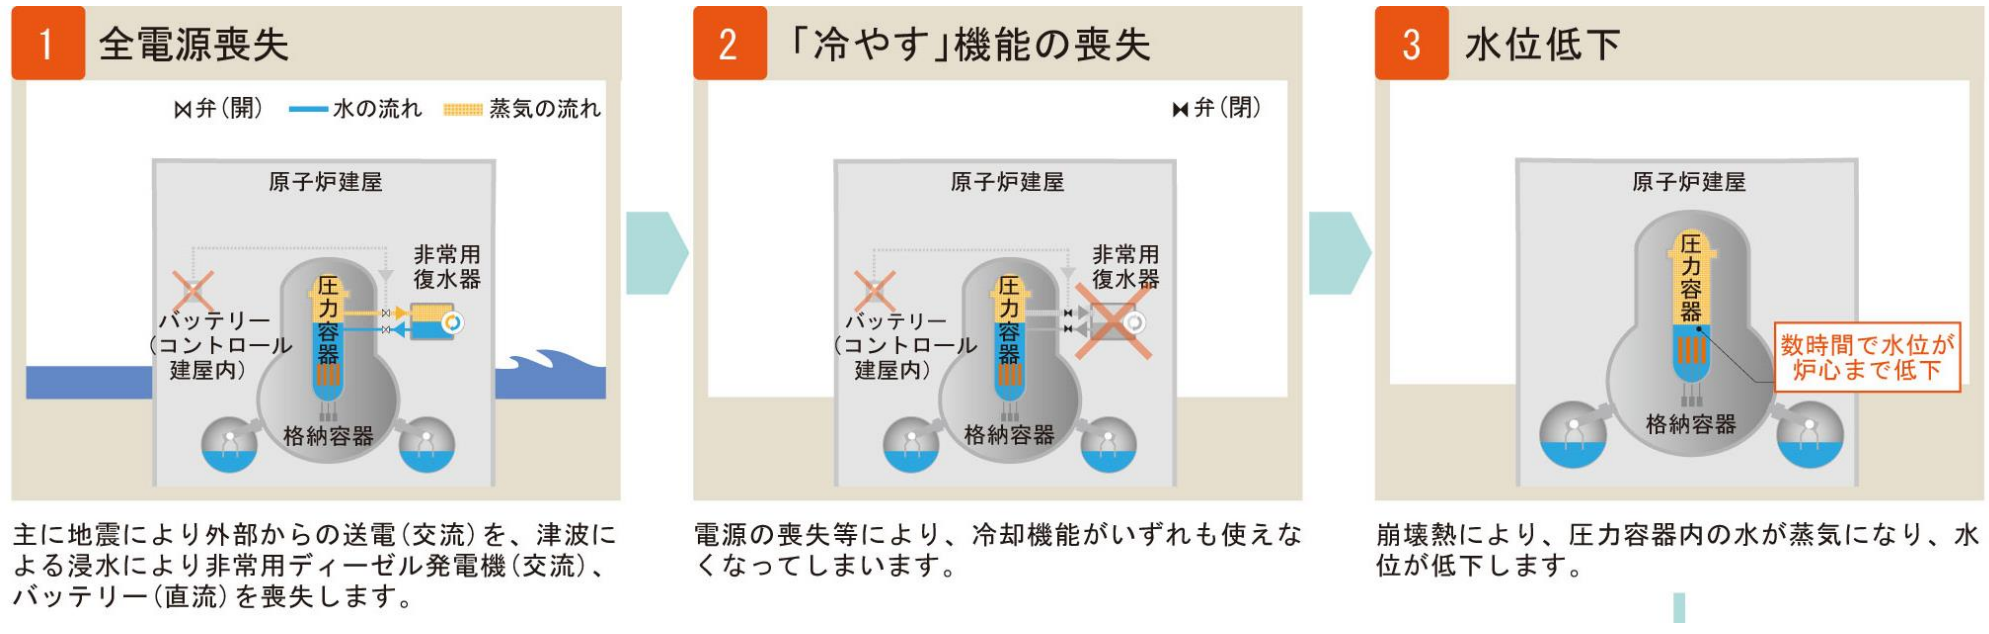 1 全電源喪失
弁(開) 水の流れ 蒸気の流れ
原子炉建屋
非常用
復水器
圧力容器
バッテリー
(コントロール
建屋内)
格納容器
主に地震により外部からの送電(交流)を、津波に
よる浸水により非常用ディーゼル発電機(交流)、
バッテリー(直流)を喪失します。
2 「冷やす」機能の喪失
弁(閉)
原子炉建屋
非常用
復水器
圧力容器
バッテリー
(コントロール
建屋内)
格納容器
電源の喪失等により、冷却機能がいずれも使えな
くなってしまいます。
3 水位低下
原子炉建屋
圧力容器
数時間で水位が
炉心まで低下
格納容器
崩壊熱により、圧力容器内の水が蒸気になり、水
位が低下します。